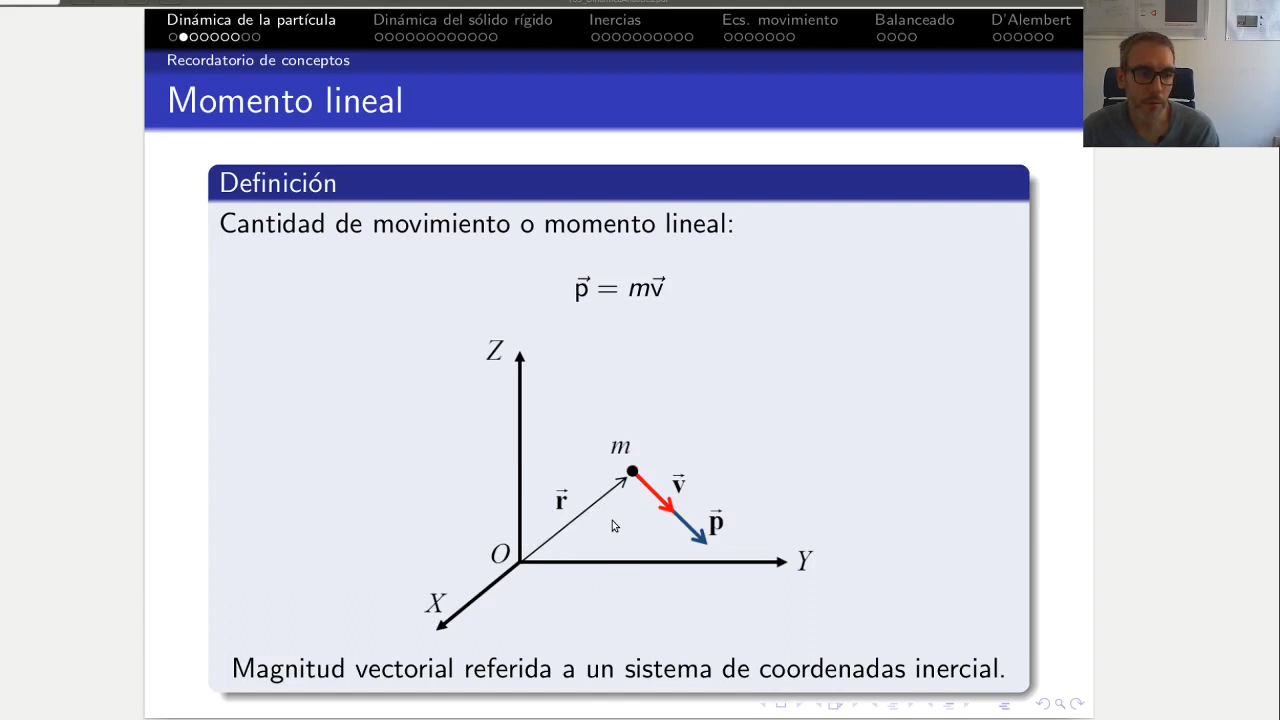 Dinámica de la partícula Dinámica del sólido rígido Inercias Ecs. movimiento Balanceado D'Alembert
Recordatorio de conceptos
Momento lineal
Definición
Cantidad de movimiento o momento lineal:
p⃗ = mv⃗
Z
m
r⃗
v⃗
p⃗
O
Y
X
Magnitud vectorial referida a un sistema de coordenadas inercial.